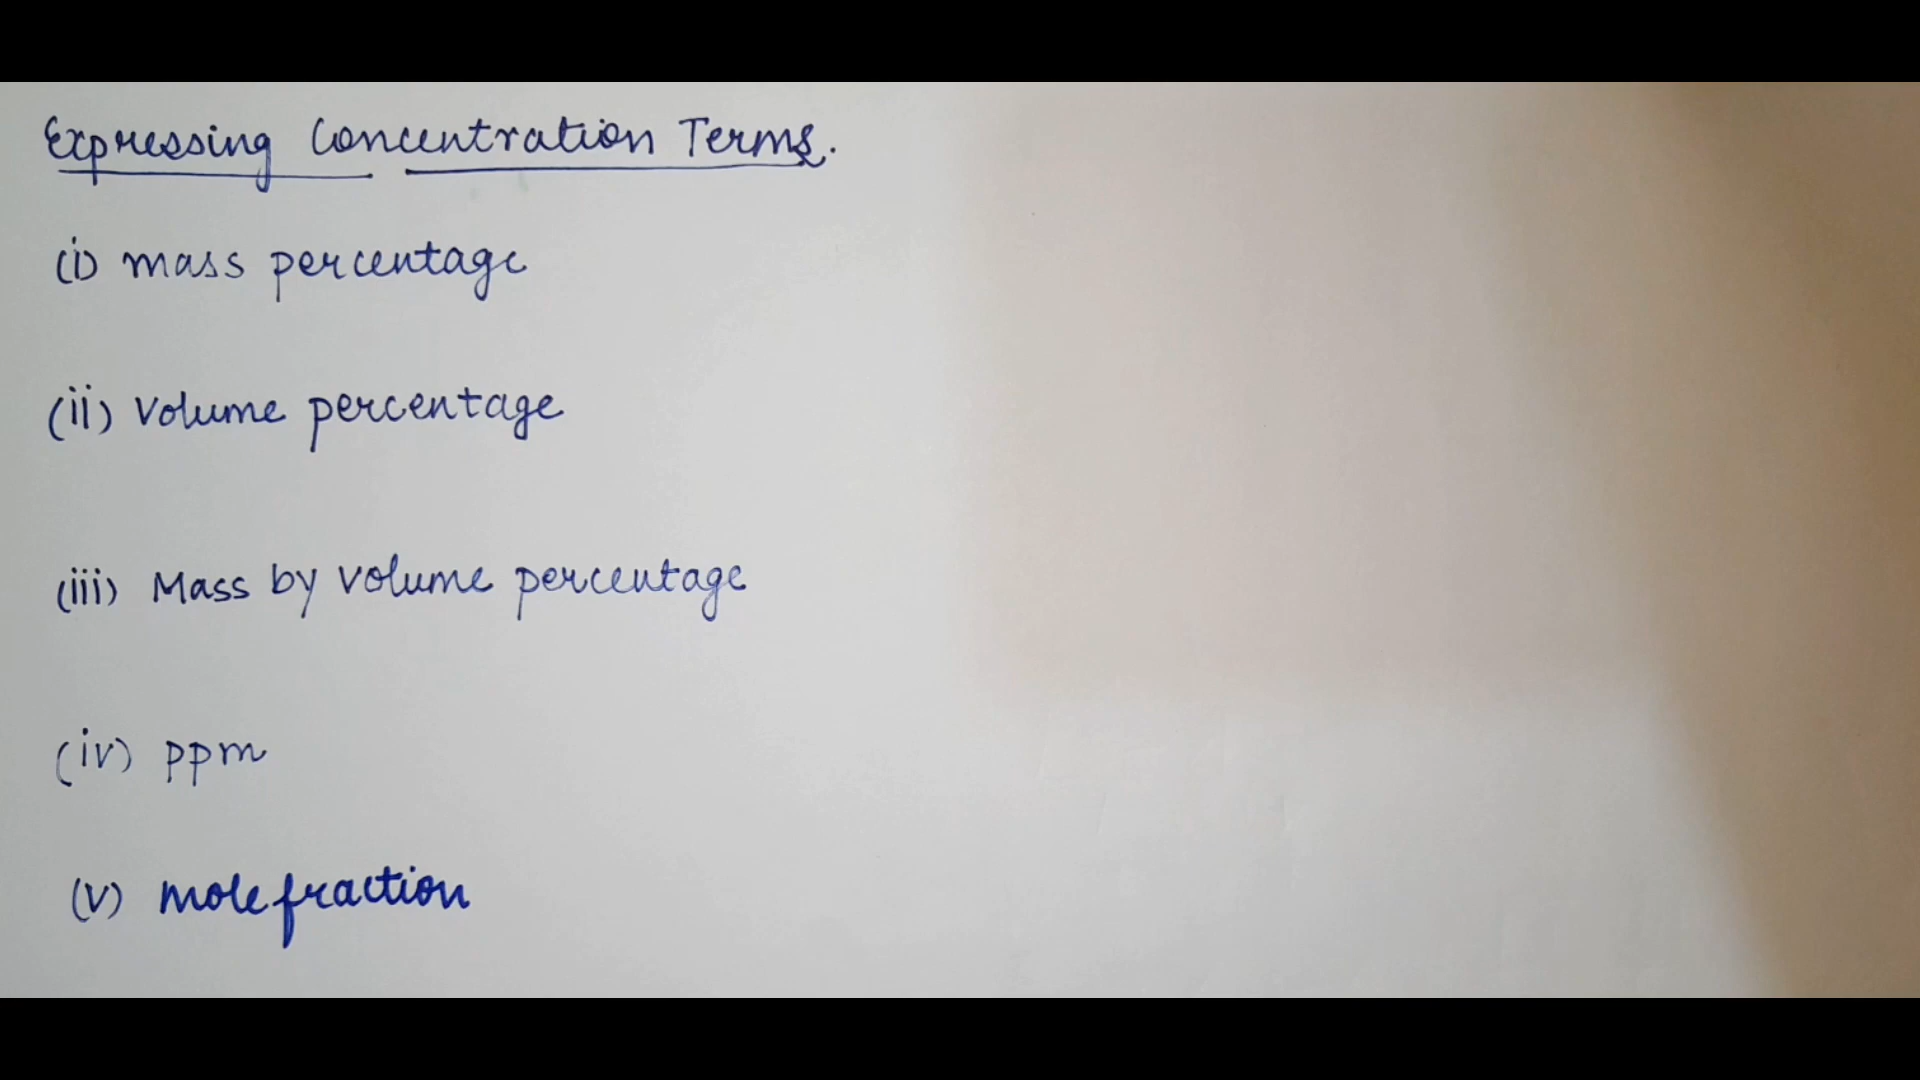 Expressing Concentration Terms.
(i) mass percentage
(ii) Volume percentage
(iii) Mass by volume percentage
(iv) ppm
(v) mole fraction